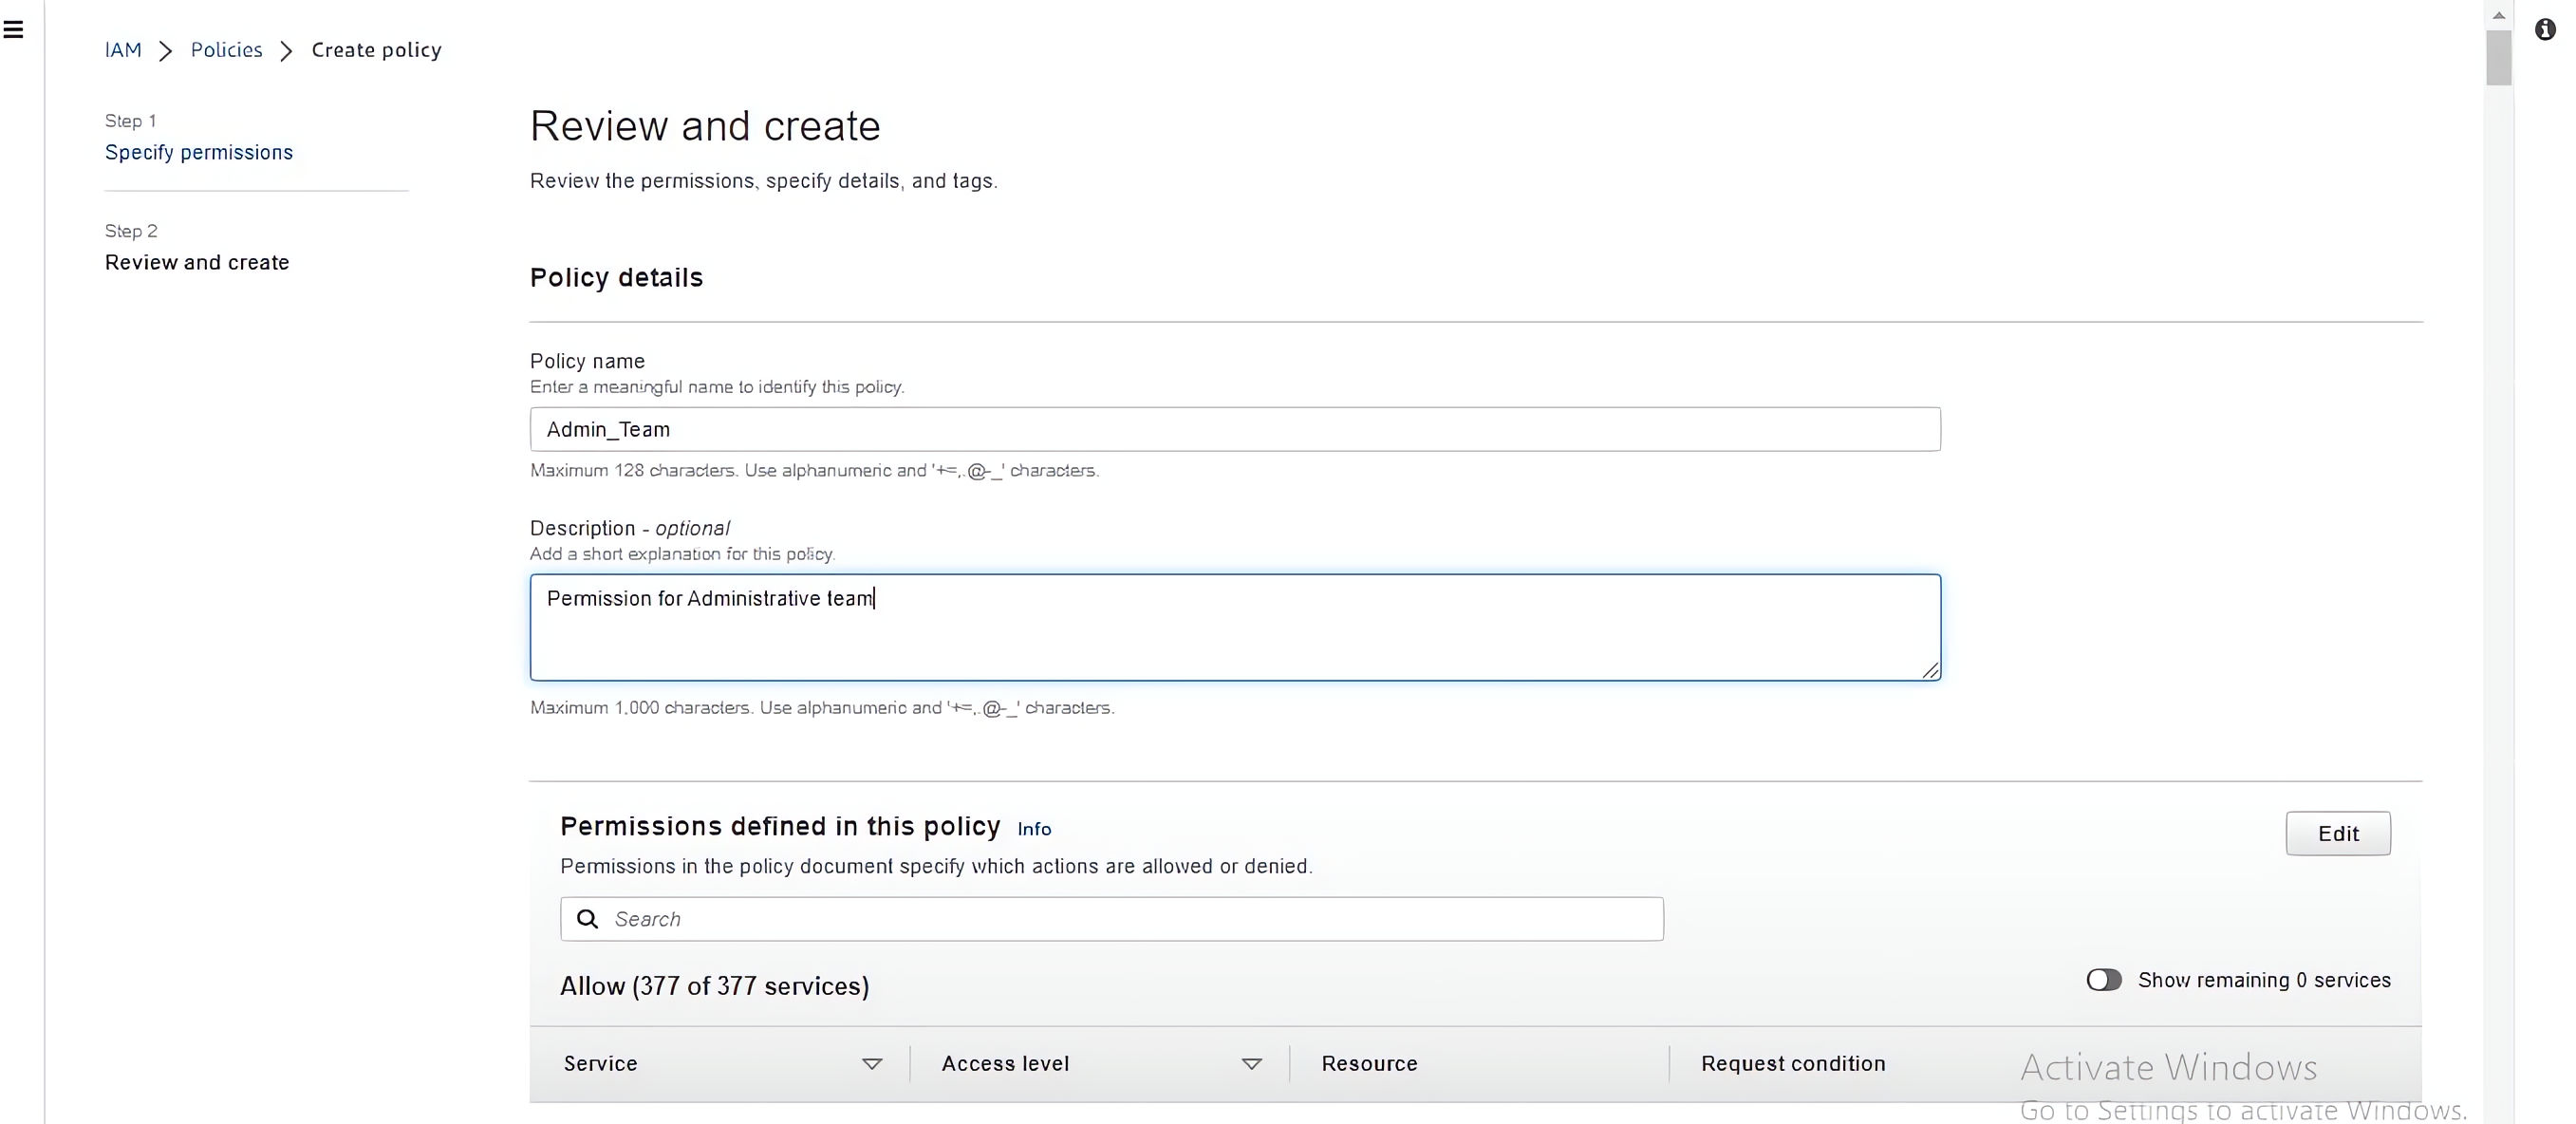 IAM > Policies > Create policy
Step 1
Specify permissions
Step 2
Review and create
Review and create
Review the permissions, specify details, and tags.
Policy details
Policy name
Enter a meaningful name to identify this policy.
Admin_Team
Maximum 128 characters. Use alphanumeric and '+=,.@-_' characters.
Description - optional
Add a short explanation for this policy.
Permission for Administrative team
Maximum 1,000 characters. Use alphanumeric and '+=,.@-_' characters.
Permissions defined in this policy Info
Edit
Permissions in the policy document specify which actions are allowed or denied.
Search
Allow (377 of 377 services)
Show remaining 0 services
Service Access level Resource Request condition
Activate Windows
Go to Settings to activate Windows.